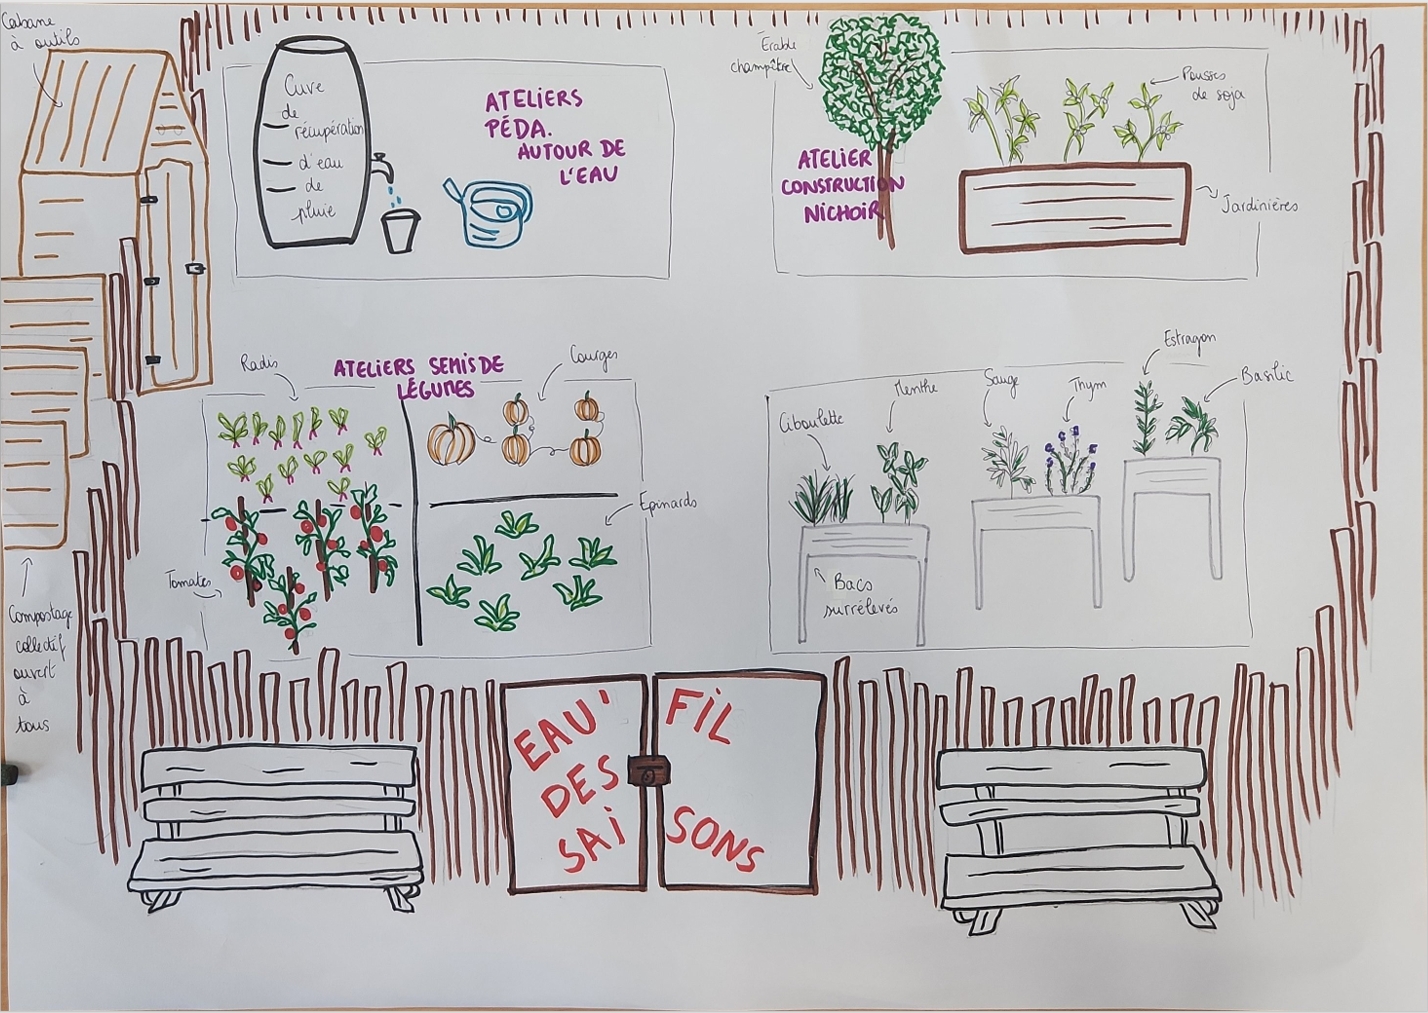 Cabane
à outils
Cuve
de
récupération
d'eau
de
pluie
ATELIERS
PÉDA.
AUTOUR DE
L'EAU
Érable
champêtre
ATELIER
CONSTRUCTION
NICHOIR
Pousses
de soja
Jardinières
Radis
ATELIERS SEMIS DE
LÉGUMES
Courges
Epinards
Tomates
Ciboulette
Menthe
Sauge
Thym
Estragon
Basilic
Bacs
surrélevés
Compostage
collectif
ouvert
à
tous
EAU'
DES
SAI
FIL
SONS